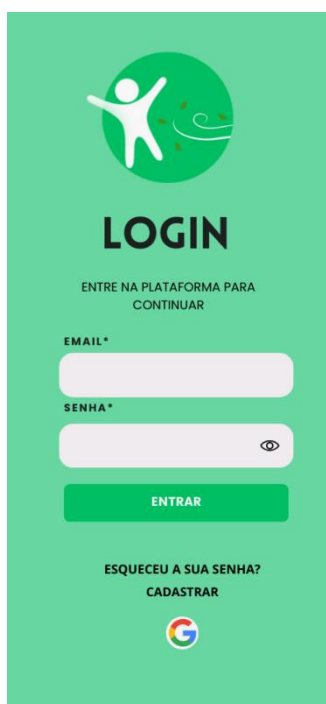 LOGIN
ENTRE NA PLATAFORMA PARA
CONTINUAR
EMAIL*
SENHA*
ENTRAR
ESQUECEU A SUA SENHA?
CADASTRAR
G